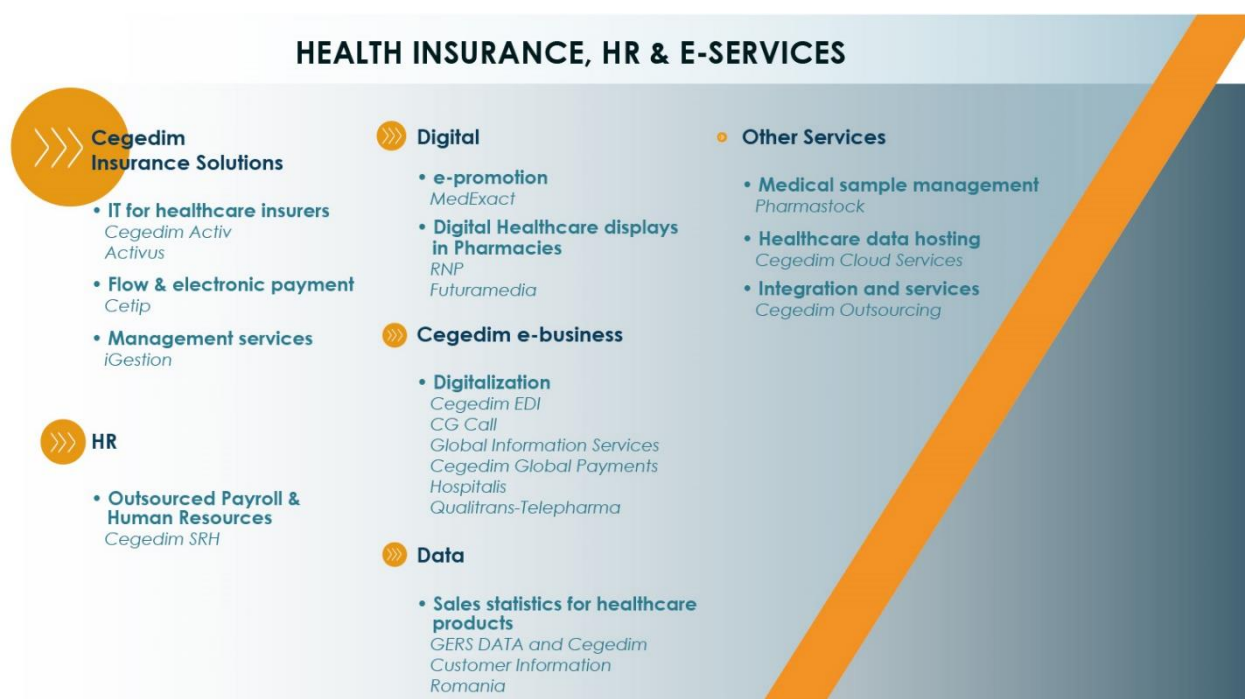 HEALTH INSURANCE, HR & E-SERVICES
Cegedim
Insurance Solutions
• IT for healthcare insurers
Cegedim Activ
Activus
• Flow & electronic payment
Cetip
• Management services
iGestion
HR
• Outsourced Payroll &
Human Resources
Cegedim SRH
Digital
• e-promotion
MedExact
• Digital Healthcare displays
in Pharmacies
RNP
Futuramedia
Cegedim e-business
• Digitalization
Cegedim EDI
CG Call
Global Information Services
Cegedim Global Payments
Hospitalis
Qualitrans-Telepharma
Data
• Sales statistics for healthcare
products
GERS DATA and Cegedim
Customer Information
Romania
Other Services
• Medical sample management
Pharmastock
• Healthcare data hosting
Cegedim Cloud Services
• Integration and services
Cegedim Outsourcing